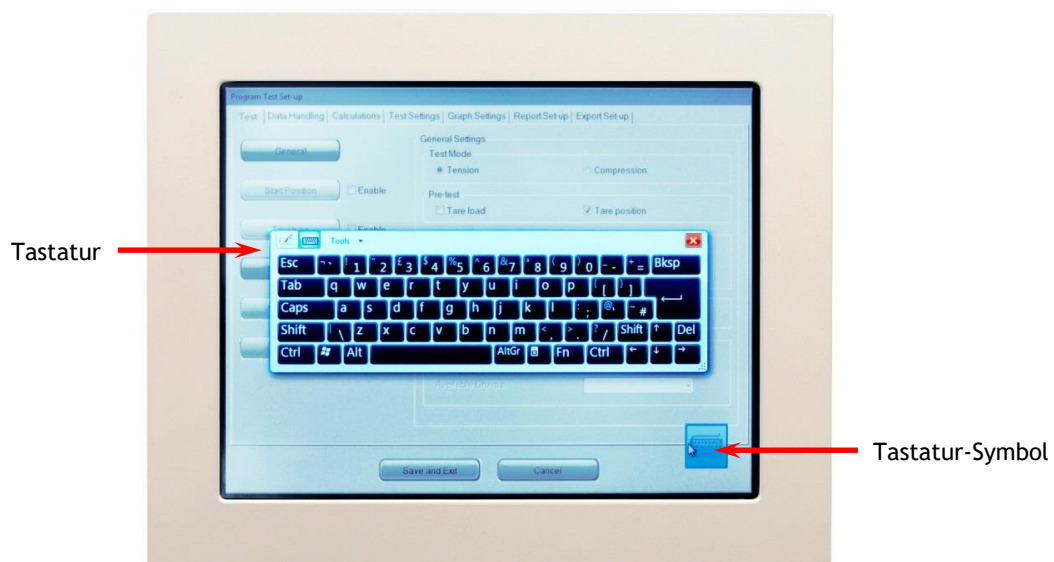 Program Test Set-up
Test Data Handling Calculations Test Settings Graph Settings Report Set-up Export Set-up
General Settings
General
Test Mode
Tension Compression
Start Position Enable
Pre-test
Tare load Tare position
Enable
Tastatur
Tools
Esc ¬ ` ! 1 " 2 £ 3 $ 4 % 5 ^ 6 & 7 * 8 ( 9 ) 0 _ - + = Bksp
Tab q w e r t y u i o p { [ } ]
Caps a s d f g h j k l : ; @ ' ~ #
Shift | \ z x c v b n m < , > . ? / Shift ↑ Del
Ctrl Alt AltGr Fn Ctrl ← ↓ →
Available
Tastatur-Symbol
Save and Exit Cancel